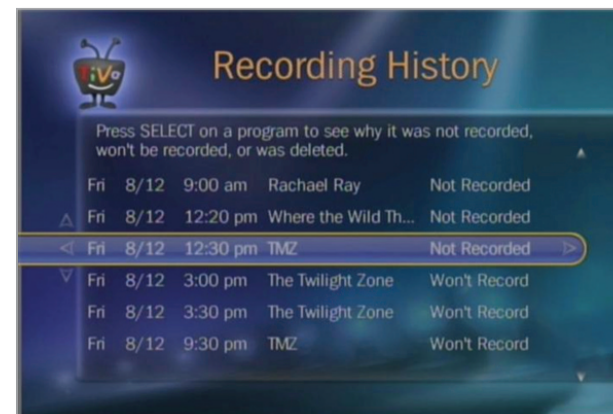 TiVo
Recording History
Press SELECT on a program to see why it was not recorded,
won't be recorded, or was deleted.
Fri 8/12 9:00 am Rachael Ray Not Recorded
Fri 8/12 12:20 pm Where the Wild Th... Not Recorded
Fri 8/12 12:30 pm TMZ Not Recorded
Fri 8/12 3:00 pm The Twilight Zone Won't Record
Fri 8/12 3:30 pm The Twilight Zone Won't Record
Fri 8/12 9:30 pm TMZ Won't Record